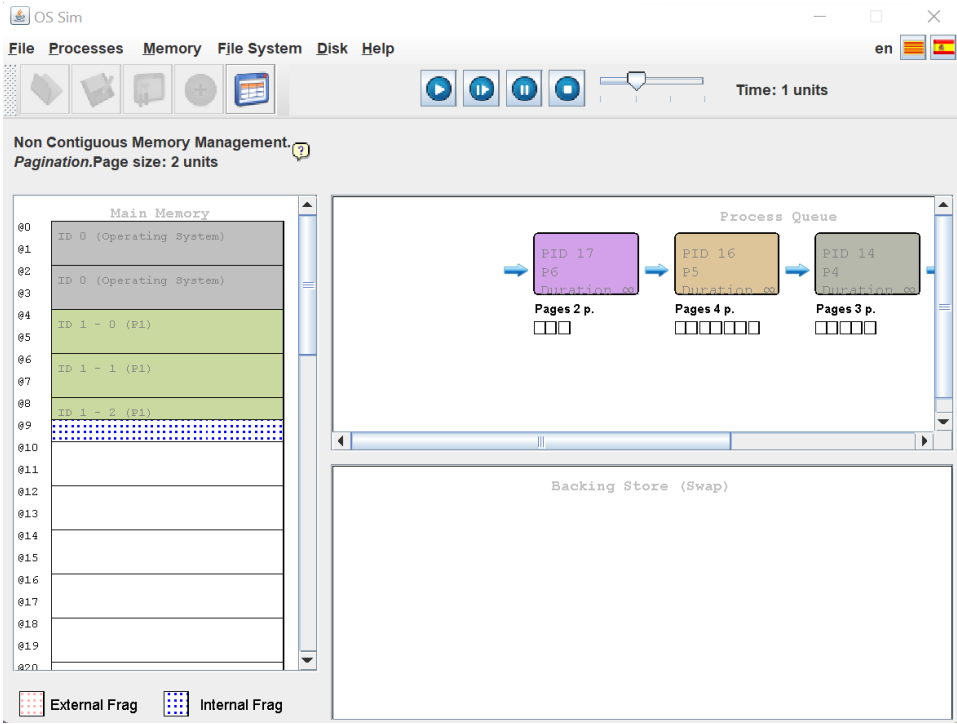 OS Sim
File Processes Memory File System Disk Help en
Time: 1 units
Non Contiguous Memory Management.
?
Pagination.Page size: 2 units
Main Memory
@0
ID 0 (Operating System)
@1
@2
ID 0 (Operating System)
@3
@4
ID 1 - 0 (P1)
@5
@6
ID 1 - 1 (P1)
@7
@8
ID 1 - 2 (P1)
@9
@10
@11
@12
@13
@14
@15
@16
@17
@18
@19
@20
Process Queue
PID 17
P6
Duration ∞
Pages 2 p.
PID 16
P5
Duration ∞
Pages 4 p.
PID 14
P4
Duration ∞
Pages 3 p.
Backing Store (Swap)
External Frag Internal Frag